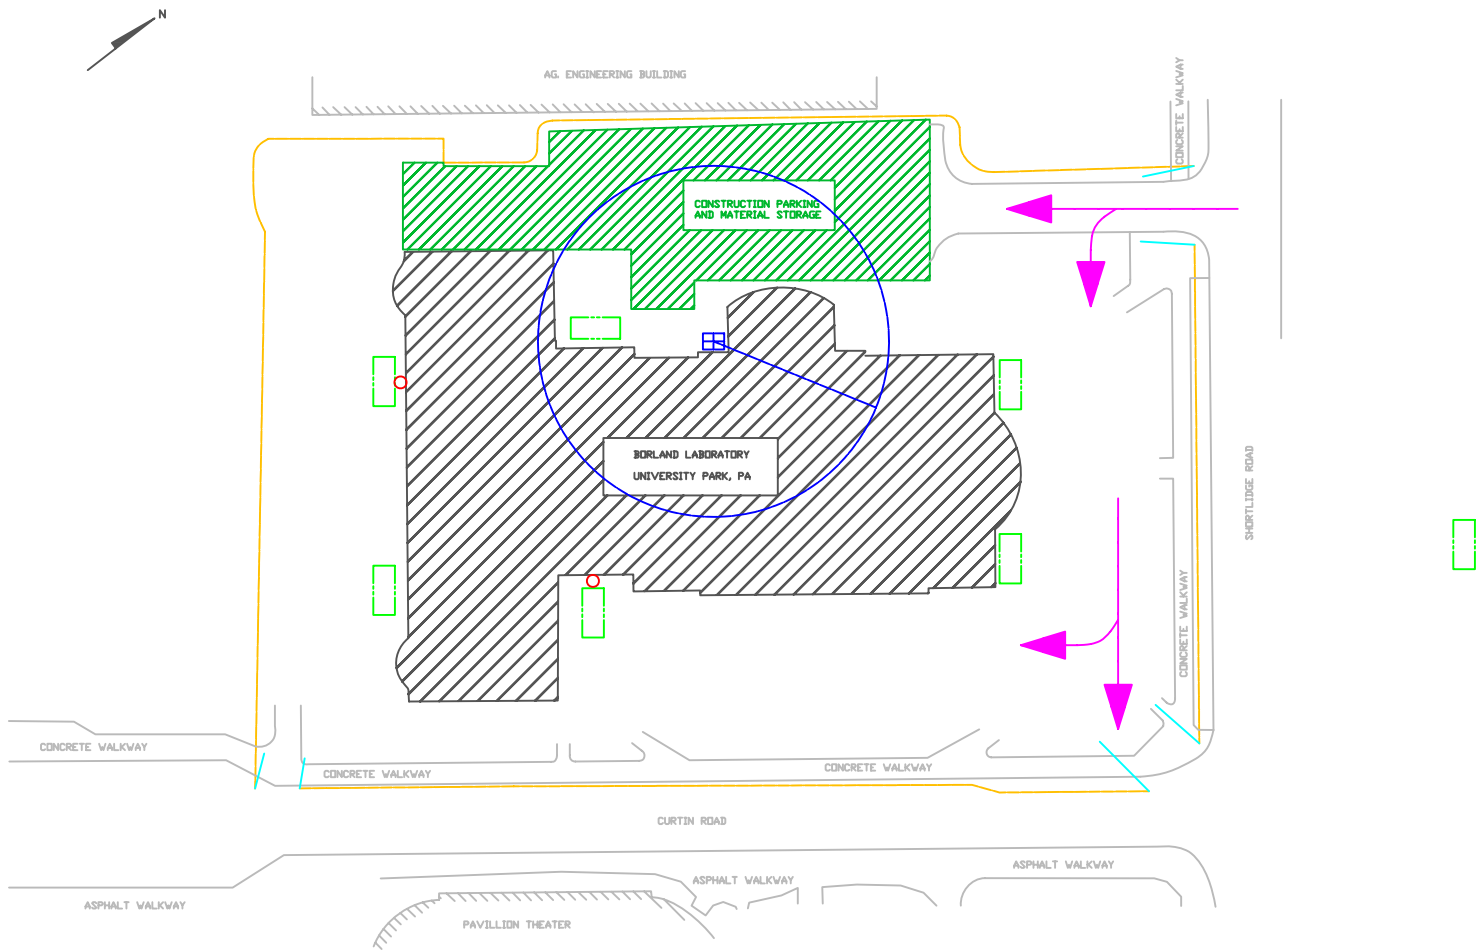 N
AG. ENGINEERING BUILDING
CONCRETE WALKWAY
CONSTRUCTION PARKING
AND MATERIAL STORAGE
BORLAND LABORATORY
UNIVERSITY PARK, PA
SHORTLIDGE ROAD
CONCRETE WALKWAY
CONCRETE WALKWAY
CONCRETE WALKWAY
CONCRETE WALKWAY
CURTIN ROAD
ASPHALT WALKWAY
ASPHALT WALKWAY
ASPHALT WALKWAY
PAVILLION THEATER